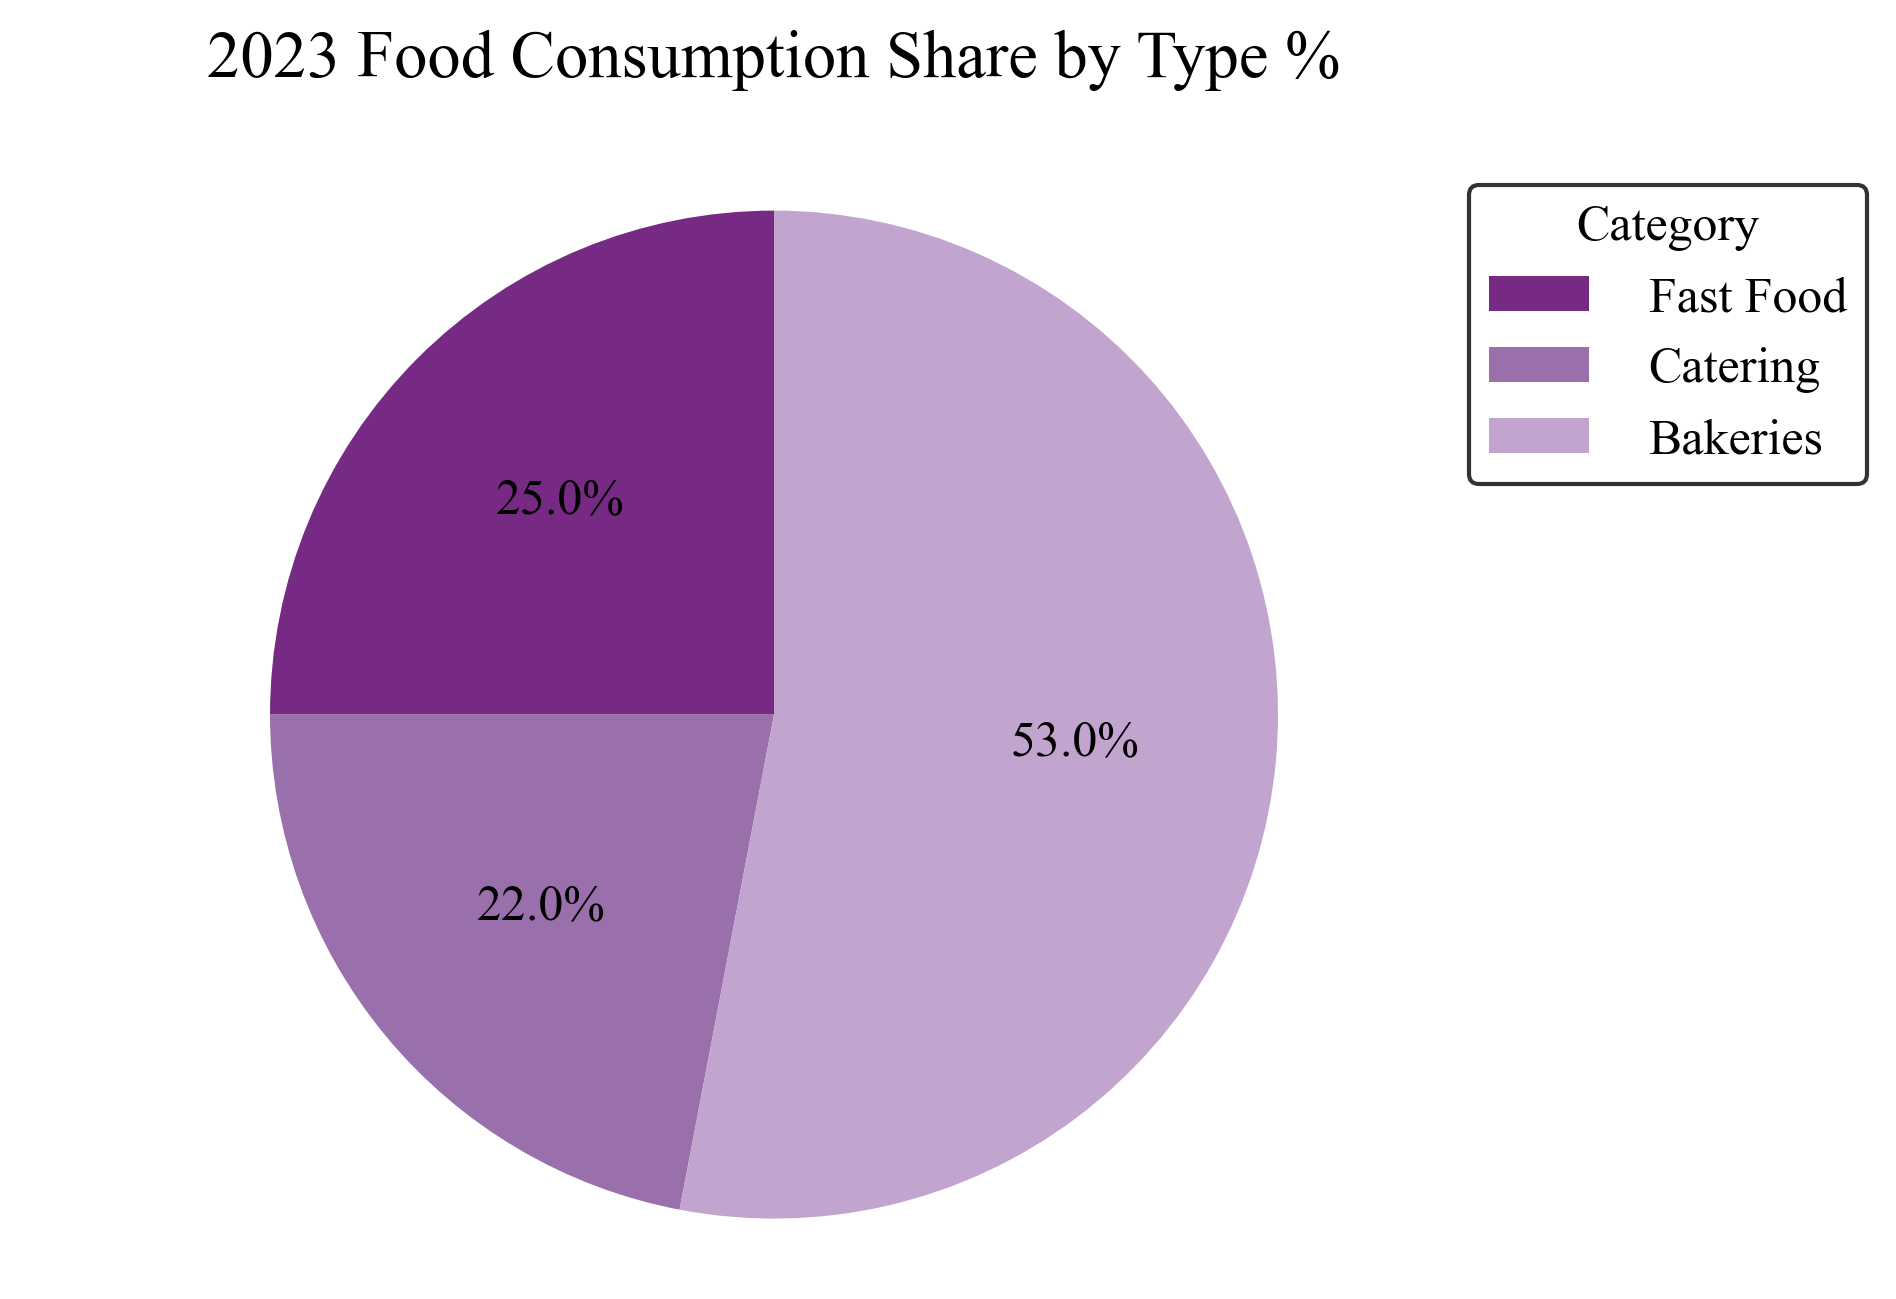 2023 Food Consumption Share by Type %
Category
Fast Food
Catering
Bakeries
25.0%
53.0%
22.0%